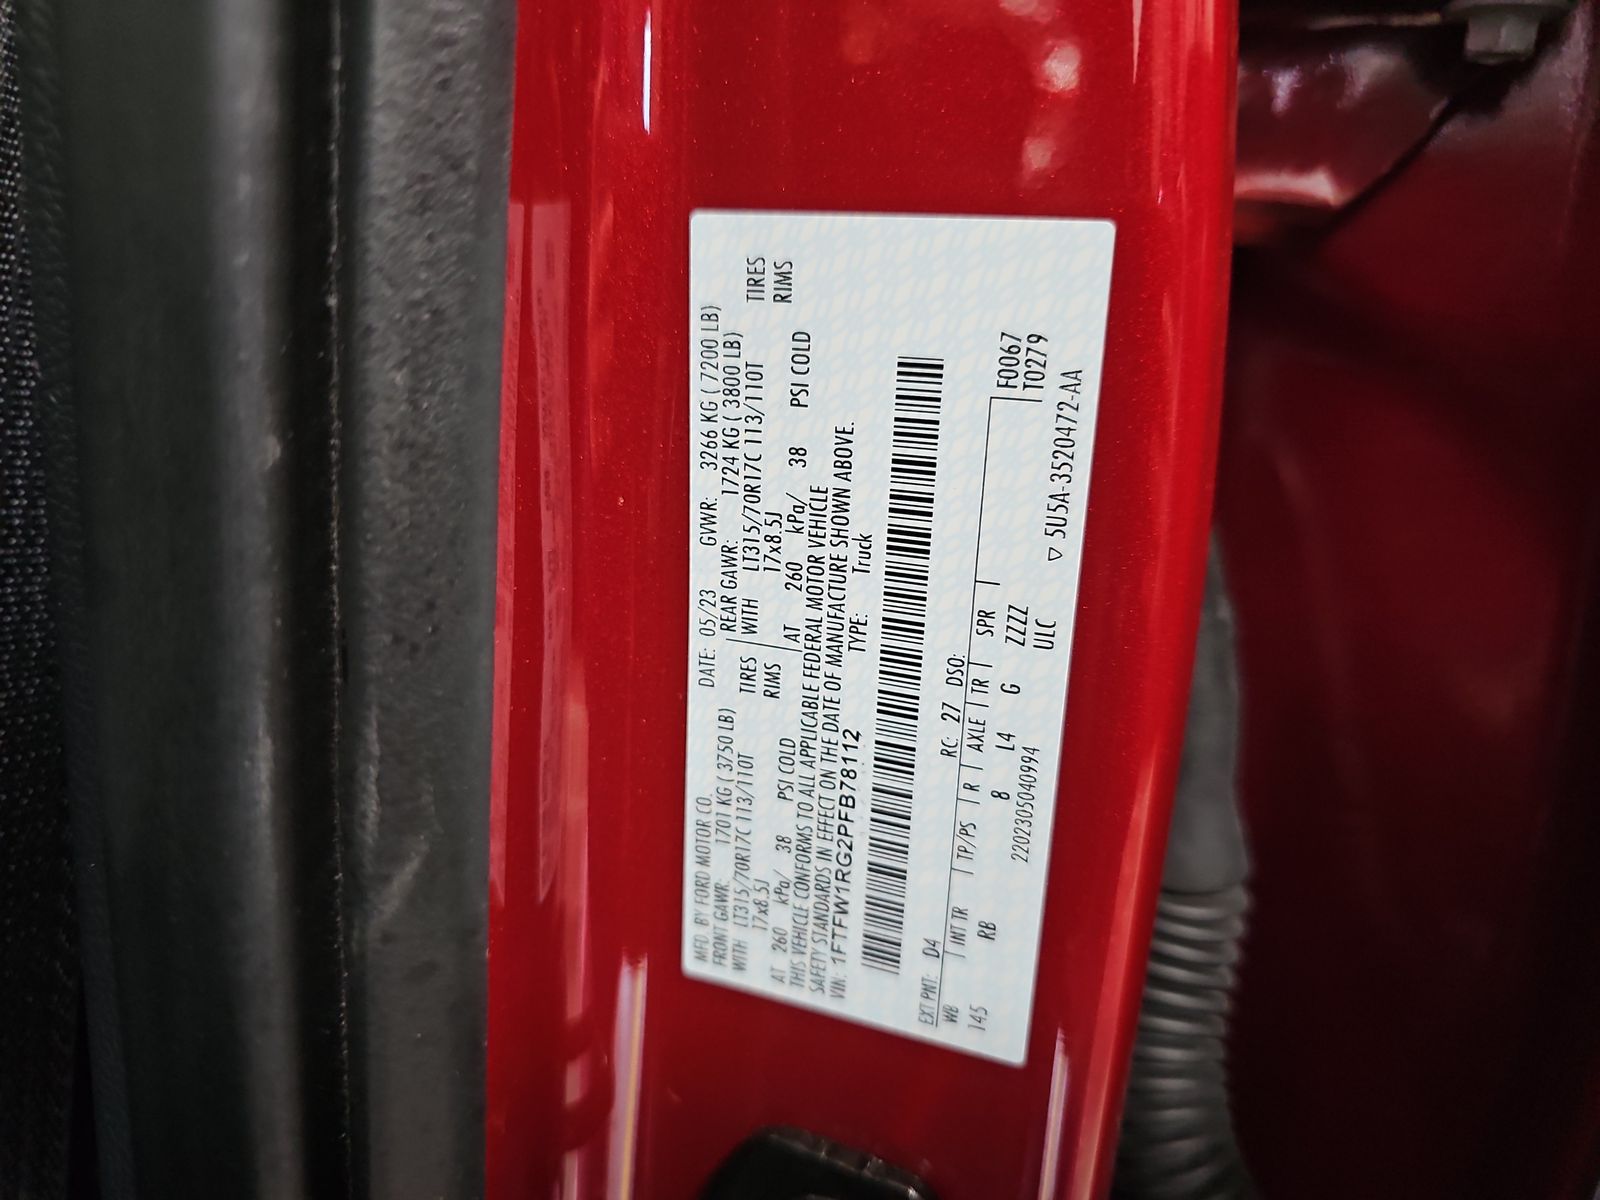 MFD. BY FORD MOTOR CO. DATE: 05/23 GVWR: 3266 KG ( 7200 LB)
FRONT GAWR: 1701 KG ( 3750 LB) REAR GAWR: 1724 KG ( 3800 LB)
WITH LT315/70R17C 113/110T TIRES WITH LT315/70R17C 113/110T TIRES
17x8.5J RIMS 17x8.5J RIMS
AT 260 kPa/ 38 PSI COLD AT 260 kPa/ 38 PSI COLD
THIS VEHICLE CONFORMS TO ALL APPLICABLE FEDERAL MOTOR VEHICLE
SAFETY STANDARDS IN EFFECT ON THE DATE OF MANUFACTURE SHOWN ABOVE.
VIN: 1FTFW1RG2PFB78112 TYPE: Truck
EXT PNT: D4 RC: 27 DSO:
WB INT TR TP/PS R AXLE TR SPR F0067
145 RB 8 L4 G ZZZZ T0279
2202305040994 ULC
▽ 5U5A-3520472-AA